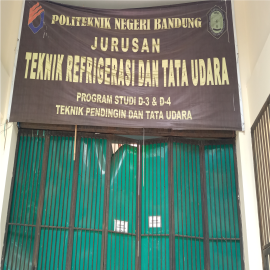 POLITEKNIK NEGERI BANDUNG
JURUSAN
TEKNIK REFRIGERASI DAN TATA UDARA
PROGRAM STUDI D-3 & D-4
TEKNIK PENDINGIN DAN TATA UDARA